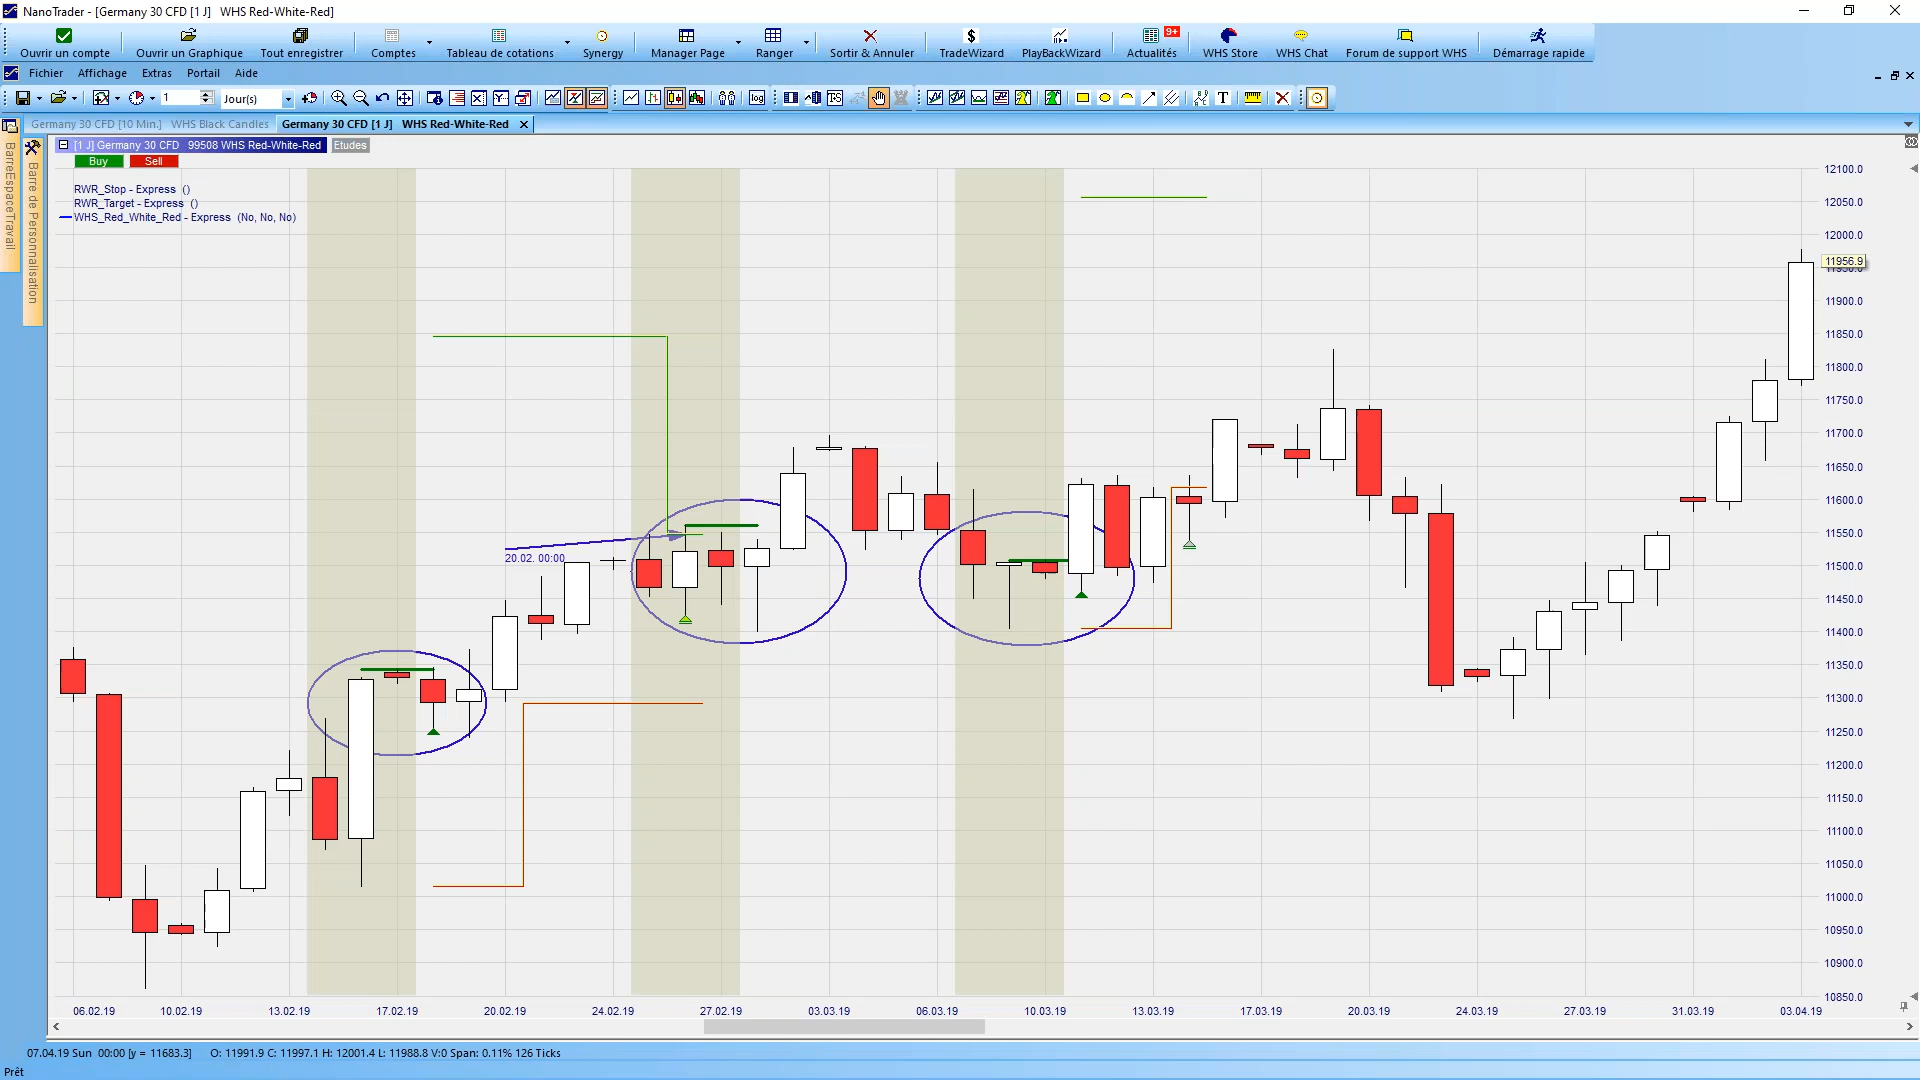 NanoTrader - [Germany 30 CFD [1 J]   WHS Red-White-Red]
Ouvrir un compte
Ouvrir un Graphique
Tout enregistrer
Comptes
Tableau de cotations
Synergy
Manager Page
Ranger
Sortir & Annuler
TradeWizard
PlayBackWizard
9+
Actualités
WHS Store
WHS Chat
Forum de support WHS
Démarrage rapide
Fichier   Affichage   Extras   Portail   Aide
1   Jour(s)
Germany 30 CFD [10 Min.]   WHS Black Candles
Germany 30 CFD [1 J]   WHS Red-White-Red
BarreEspaceTravail
Barre de Personnalisation
[1 J] Germany 30 CFD   99508 WHS Red-White-Red   Etudes
Buy   Sell
RWR_Stop - Express  ()
RWR_Target - Express  ()
WHS_Red_White_Red - Express  (No, No, No)
20.02. 00:00
12100.0
12050.0
12000.0
11956.9
11950.0
11900.0
11850.0
11800.0
11750.0
11700.0
11650.0
11600.0
11550.0
11500.0
11450.0
11400.0
11350.0
11300.0
11250.0
11200.0
11150.0
11100.0
11050.0
11000.0
10950.0
10900.0
10850.0
06.02.19   10.02.19   13.02.19   17.02.19   20.02.19   24.02.19   27.02.19   03.03.19   06.03.19   10.03.19   13.03.19   17.03.19   20.03.19   24.03.19   27.03.19   31.03.19   03.04.19
07.04.19 Sun  00:00 [y = 11683.3]   O: 11991.9 C: 11997.1 H: 12001.4 L: 11988.8 V:0 Span: 0.11% 126 Ticks
Prêt